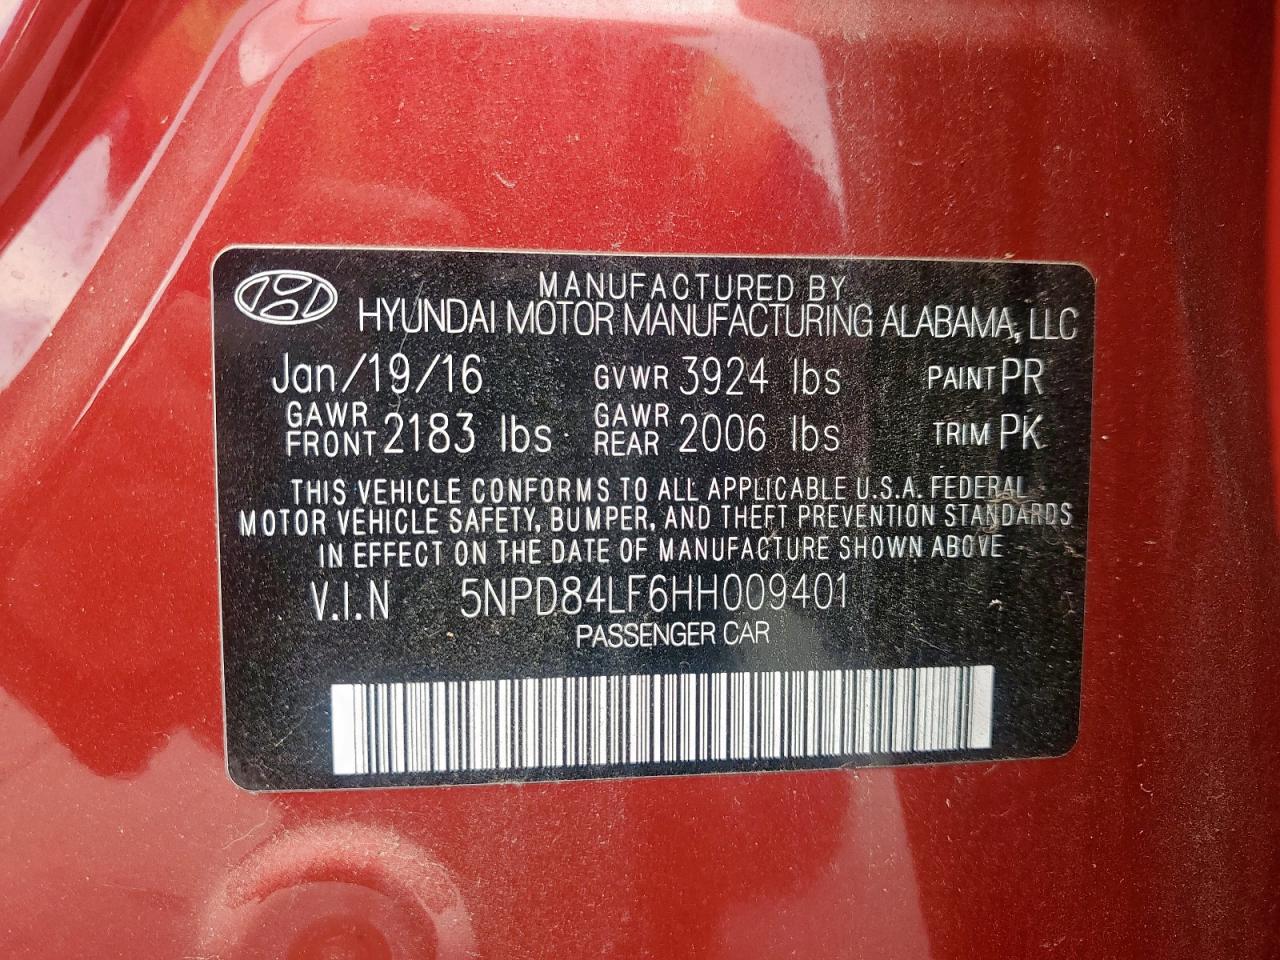 MANUFACTURED BY
HYUNDAI MOTOR MANUFACTURING ALABAMA, LLC
Jan/19/16 GVWR 3924 lbs PAINT PR
GAWR FRONT 2183 lbs GAWR REAR 2006 lbs TRIM PK
THIS VEHICLE CONFORMS TO ALL APPLICABLE U.S.A. FEDERAL
MOTOR VEHICLE SAFETY, BUMPER, AND THEFT PREVENTION STANDARDS
IN EFFECT ON THE DATE OF MANUFACTURE SHOWN ABOVE
V.I.N 5NPD84LF6HH009401
PASSENGER CAR